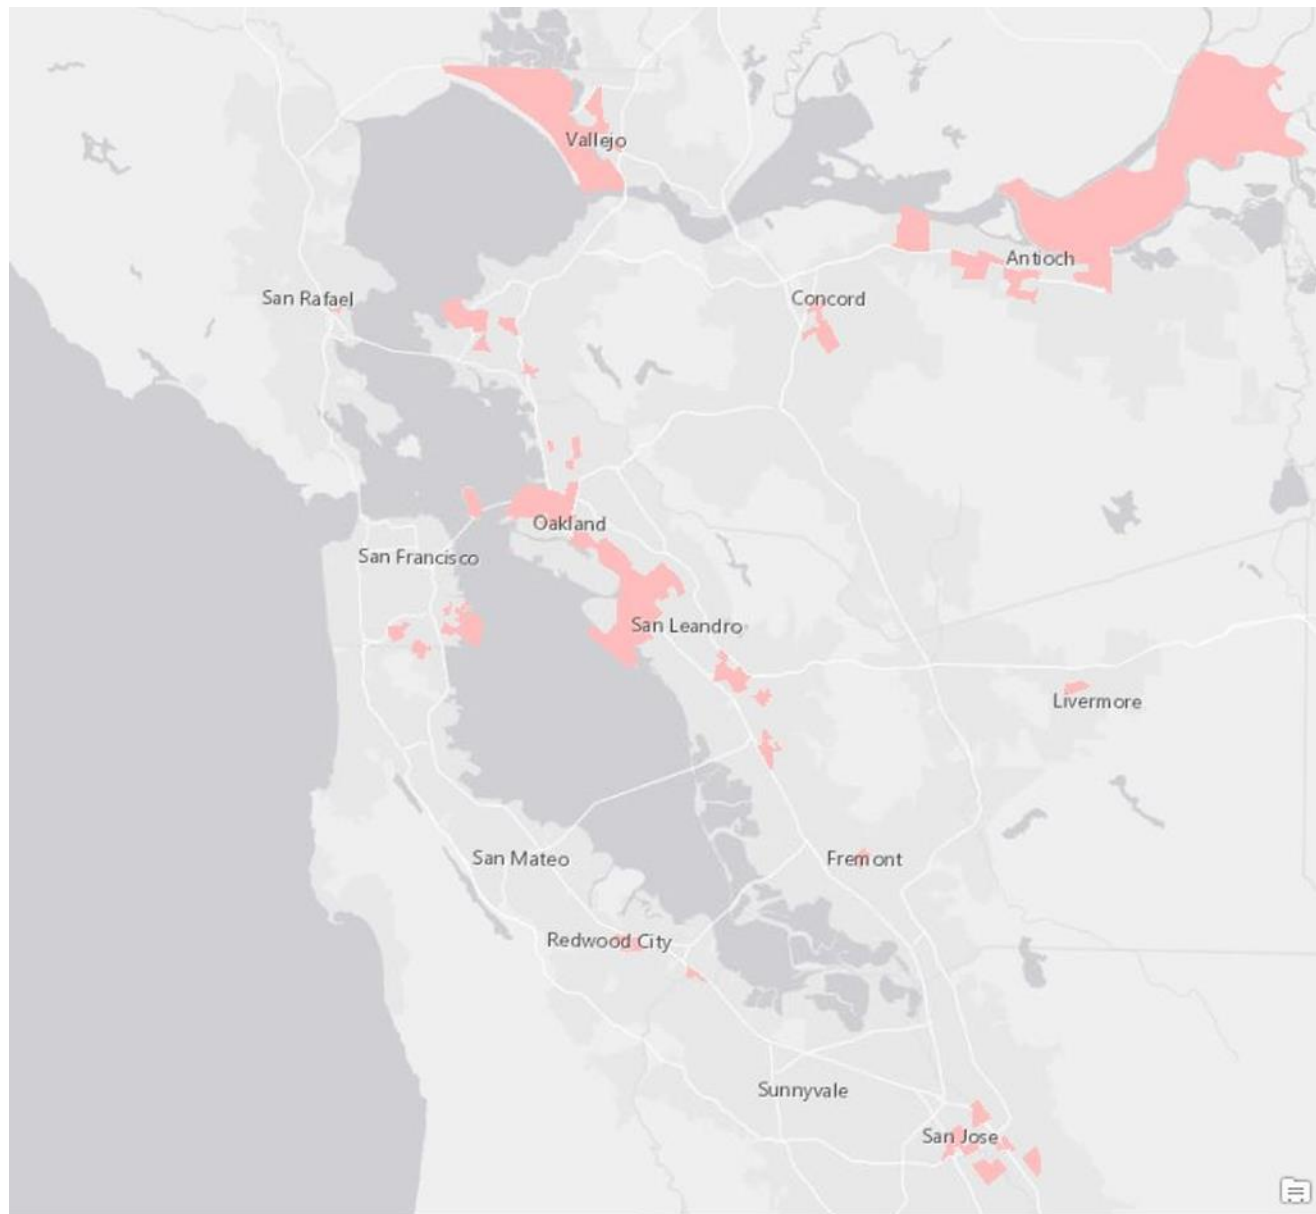 Vallejo
Antioch
San Rafael
Concord
Oakland
San Francisco
San Leandro
Livermore
San Mateo
Fremont
Redwood City
Sunnyvale
San Jose